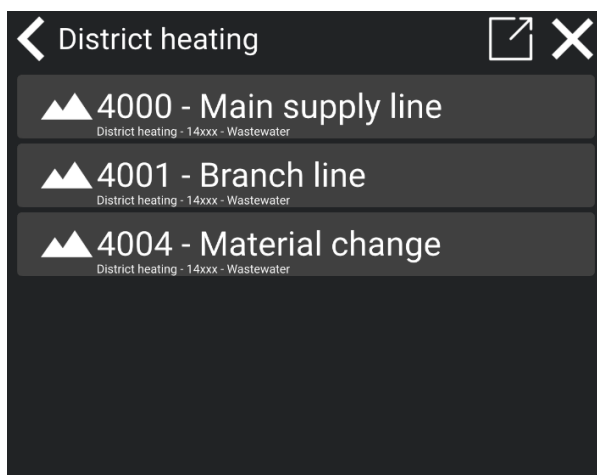 District heating
4000 - Main supply line
District heating - 14xxx - Wastewater
4001 - Branch line
District heating - 14xxx - Wastewater
4004 - Material change
District heating - 14xxx - Wastewater